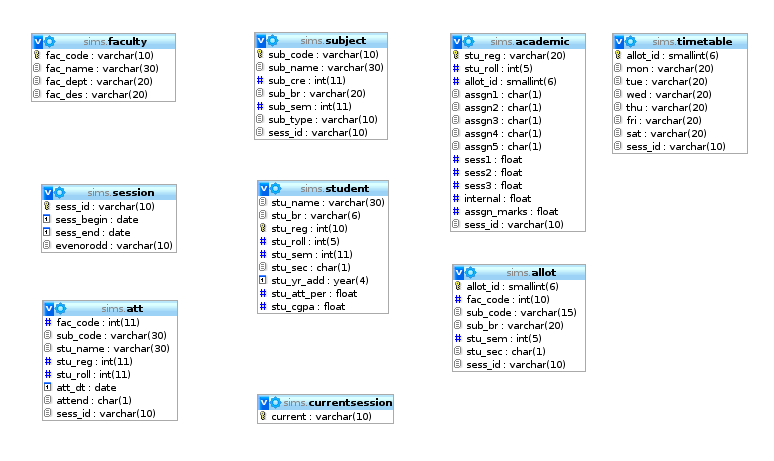 sims.faculty
fac_code : varchar(10)
fac_name : varchar(30)
fac_dept : varchar(20)
fac_des : varchar(20)
sims.subject
sub_code : varchar(10)
sub_name : varchar(30)
sub_cre : int(11)
sub_br : varchar(20)
sub_sem : int(11)
sub_type : varchar(10)
sess_id : varchar(10)
sims.academic
stu_reg : varchar(20)
stu_roll : int(5)
allot_id : smallint(6)
assgn1 : char(1)
assgn2 : char(1)
assgn3 : char(1)
assgn4 : char(1)
assgn5 : char(1)
sess1 : float
sess2 : float
sess3 : float
internal : float
assgn_marks : float
sess_id : varchar(10)
sims.timetable
allot_id : smallint(6)
mon : varchar(20)
tue : varchar(20)
wed : varchar(20)
thu : varchar(20)
fri : varchar(20)
sat : varchar(20)
sess_id : varchar(10)
sims.session
sess_id : varchar(10)
sess_begin : date
sess_end : date
evenorodd : varchar(10)
sims.student
stu_name : varchar(30)
stu_br : varchar(6)
stu_reg : int(10)
stu_roll : int(5)
stu_sem : int(11)
stu_sec : char(1)
stu_yr_add : year(4)
stu_att_per : float
stu_cgpa : float
sims.allot
allot_id : smallint(6)
fac_code : int(10)
sub_code : varchar(15)
sub_br : varchar(20)
stu_sem : int(5)
stu_sec : char(1)
sess_id : varchar(10)
sims.att
fac_code : int(11)
sub_code : varchar(30)
stu_name : varchar(30)
stu_reg : int(11)
stu_roll : int(11)
att_dt : date
attend : char(1)
sess_id : varchar(10)
sims.currentsession
current : varchar(10)